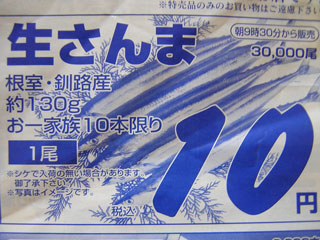 ※特売品のみのお買い物はご遠慮下さい
生さんま
朝9時30分から販売
30,000尾
根室・釧路産
約130g
お一家族10本限り
1尾
※シケで入荷の無い場合があります。
御了承下さい
※写真はイメージです。
(税込)
10円